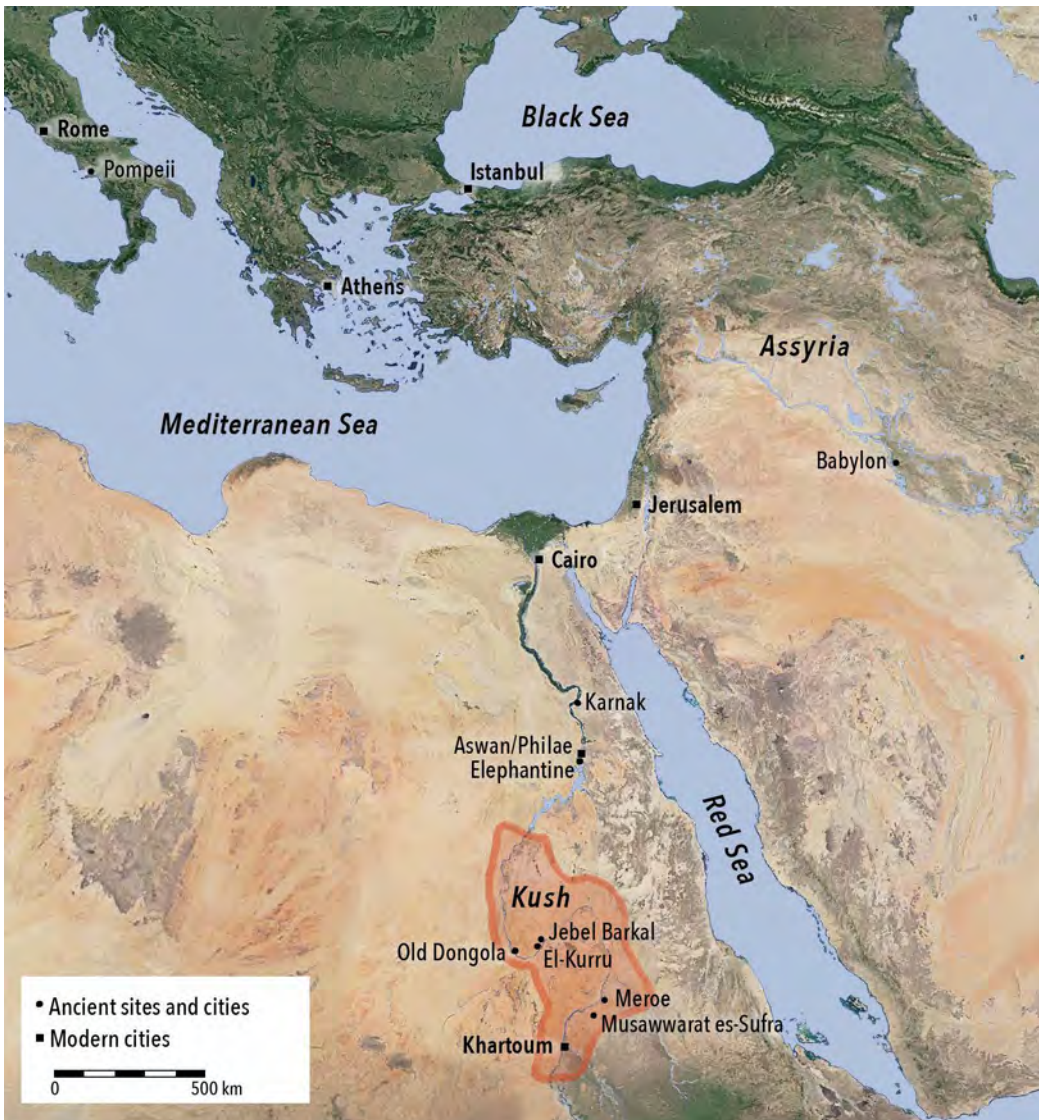 Black Sea
Rome
Pompeii
Istanbul
Athens
Assyria
Mediterranean Sea
Babylon
Jerusalem
Cairo
Karnak
Aswan/Philae
Elephantine
Red Sea
Kush
Jebel Barkal
Old Dongola
El-Kurru
Meroe
Musawwarat es-Sufra
Khartoum
Ancient sites and cities
Modern cities
0 500 km